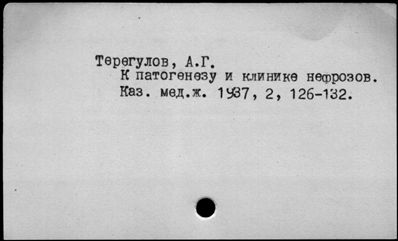 Терегулов, А.Г.
К патогенезу и клинике нефрозов.
Каз. мед.ж. 1937, 2, 126-132.